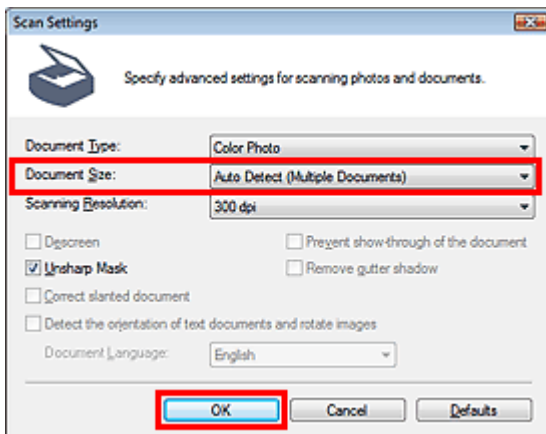 Scan Settings
Specify advanced settings for scanning photos and documents.
Document Type: Color Photo
Document Size: Auto Detect (Multiple Documents)
Scanning Resolution: 300 dpi
Descreen Prevent show-through of the document
Unsharp Mask Remove gutter shadow
Correct slanted document
Detect the orientation of text documents and rotate images
Document Language: English
OK Cancel Defaults